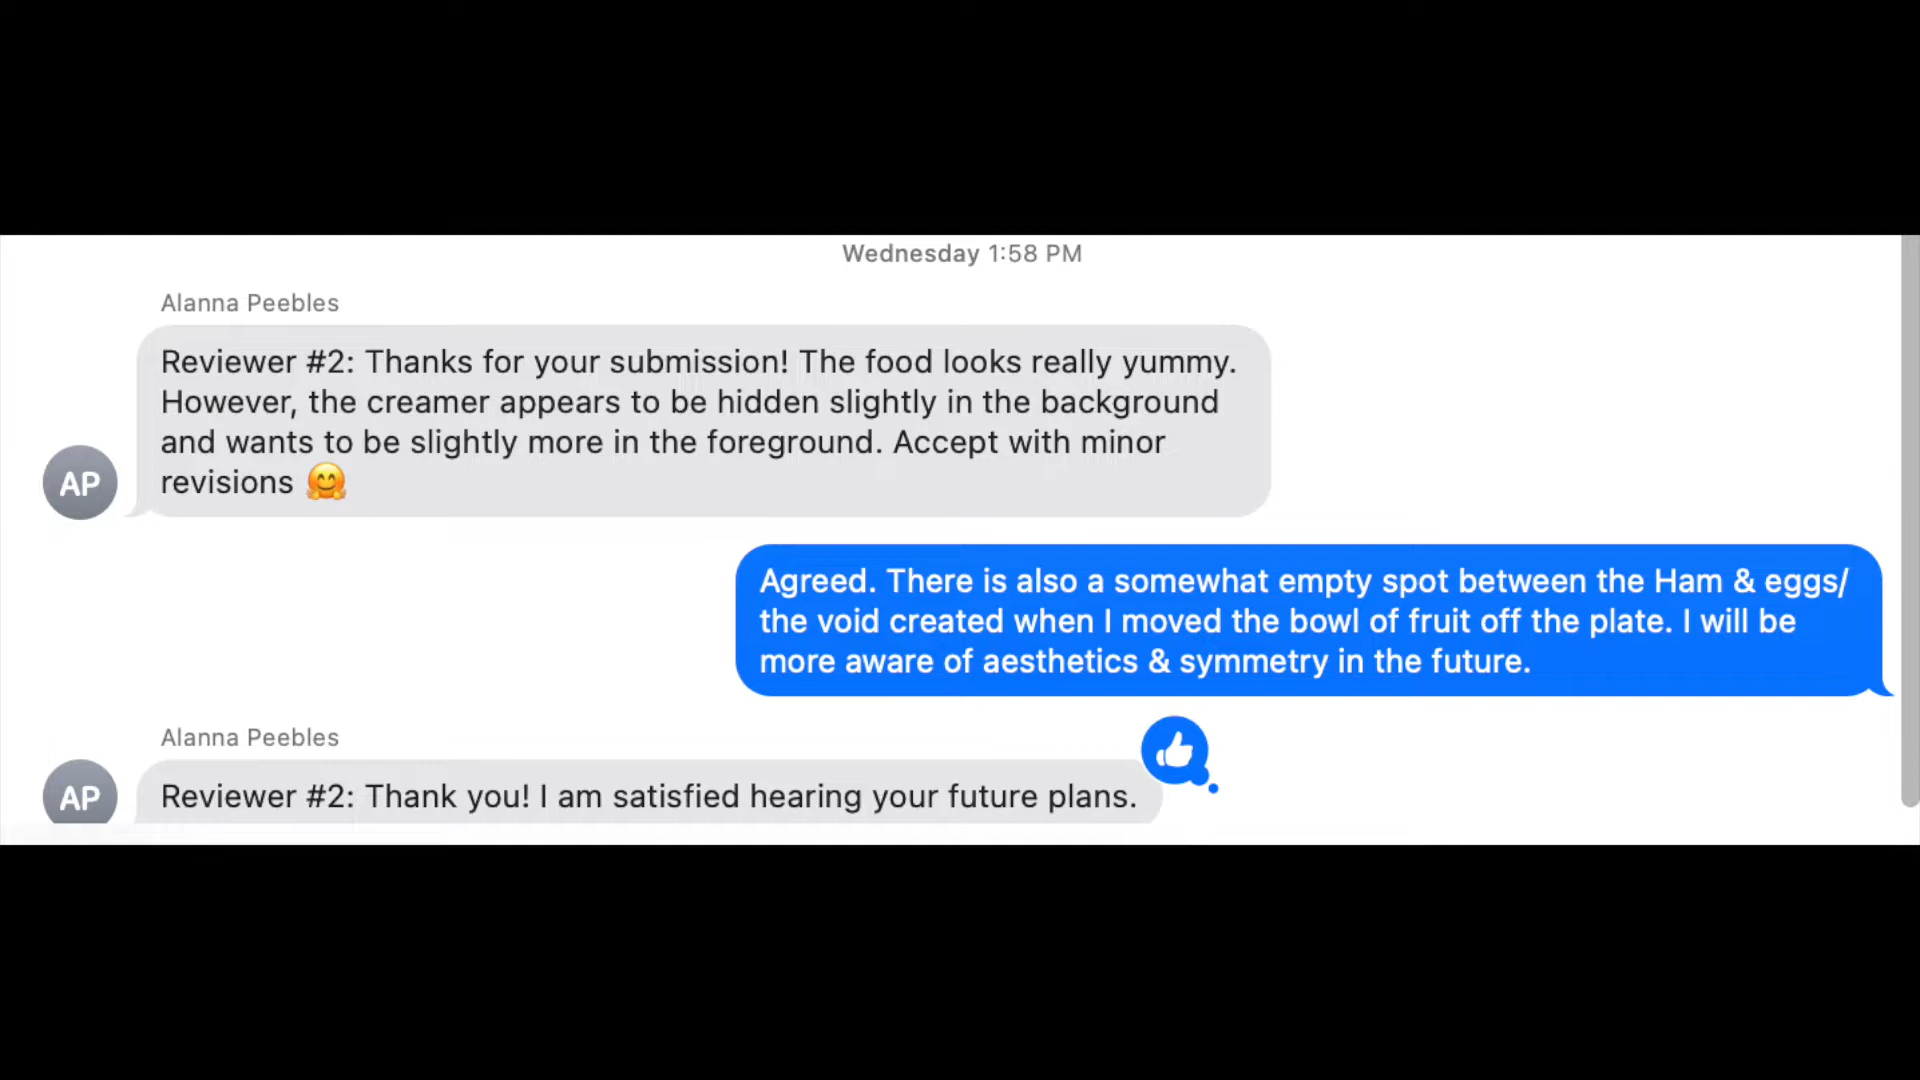 Wednesday 1:58 PM
Alanna Peebles
Reviewer #2: Thanks for your submission! The food looks really yummy.
However, the creamer appears to be hidden slightly in the background
and wants to be slightly more in the foreground. Accept with minor
revisions 🤗
AP
Agreed. There is also a somewhat empty spot between the Ham & eggs/
the void created when I moved the bowl of fruit off the plate. I will be
more aware of aesthetics & symmetry in the future.
Alanna Peebles
AP
Reviewer #2: Thank you! I am satisfied hearing your future plans.